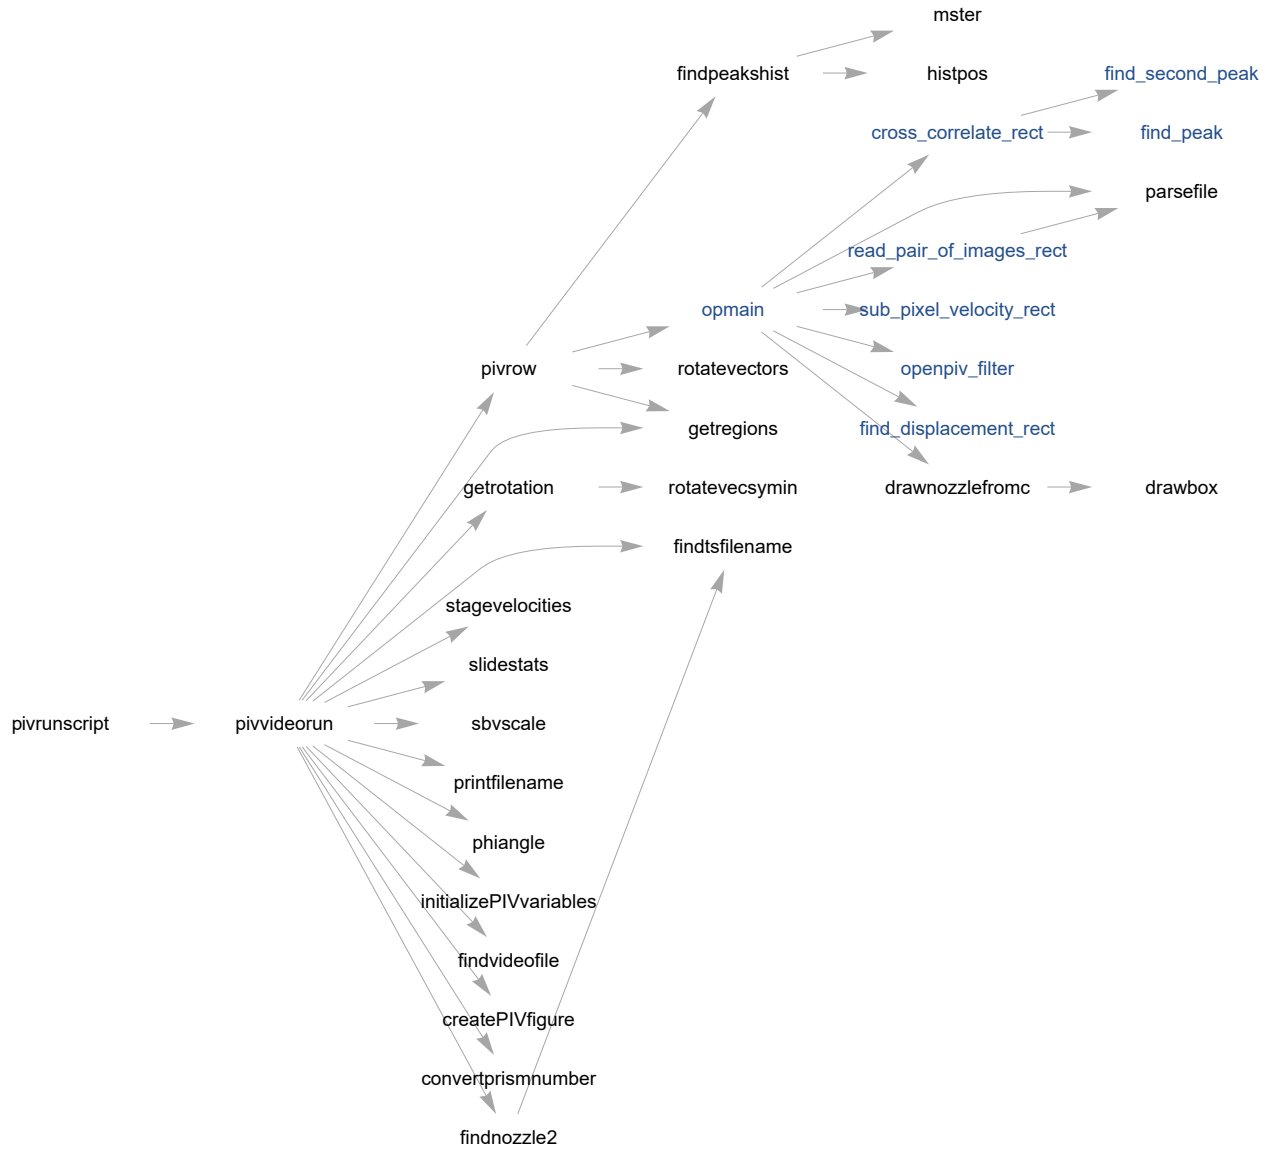 mster
findpeakshist
histpos
find_second_peak
cross_correlate_rect
find_peak
parsefile
read_pair_of_images_rect
opmain
sub_pixel_velocity_rect
pivrow
rotatevectors
openpiv_filter
getregions
find_displacement_rect
getrotation
rotatevecsymin
drawnozzlefromc
drawbox
findtsfilename
stagevelocities
slidestats
pivrunscript
pivvideorun
sbvscale
printfilename
phiangle
initializePIVvariables
findvideofile
createPIVfigure
convertprismnumber
findnozzle2